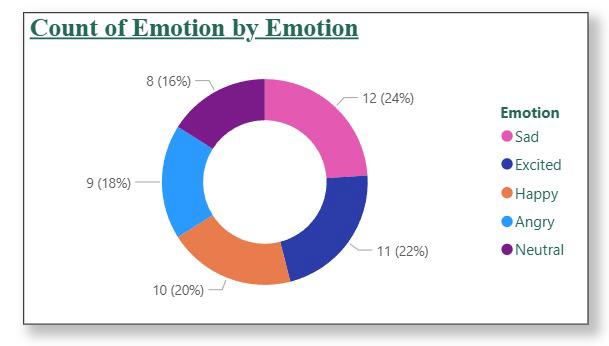 Count of Emotion by Emotion
8 (16%)
12 (24%)
9 (18%)
11 (22%)
10 (20%)
Emotion
Sad
Excited
Happy
Angry
Neutral